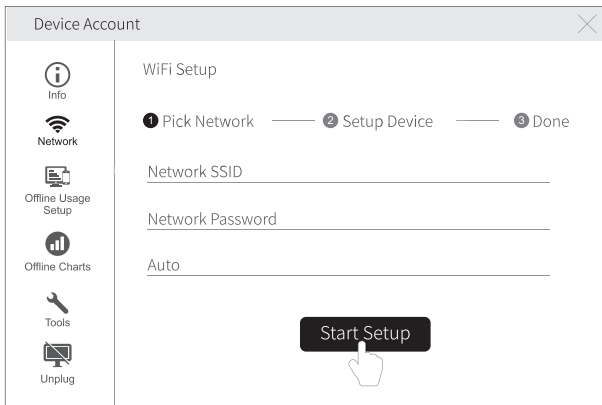 Device Account
Info
Network
Offline Usage
Setup
Offline Charts
Tools
Unplug
WiFi Setup
1 Pick Network
2 Setup Device
3 Done
Network SSID
Network Password
Auto
Start Setup